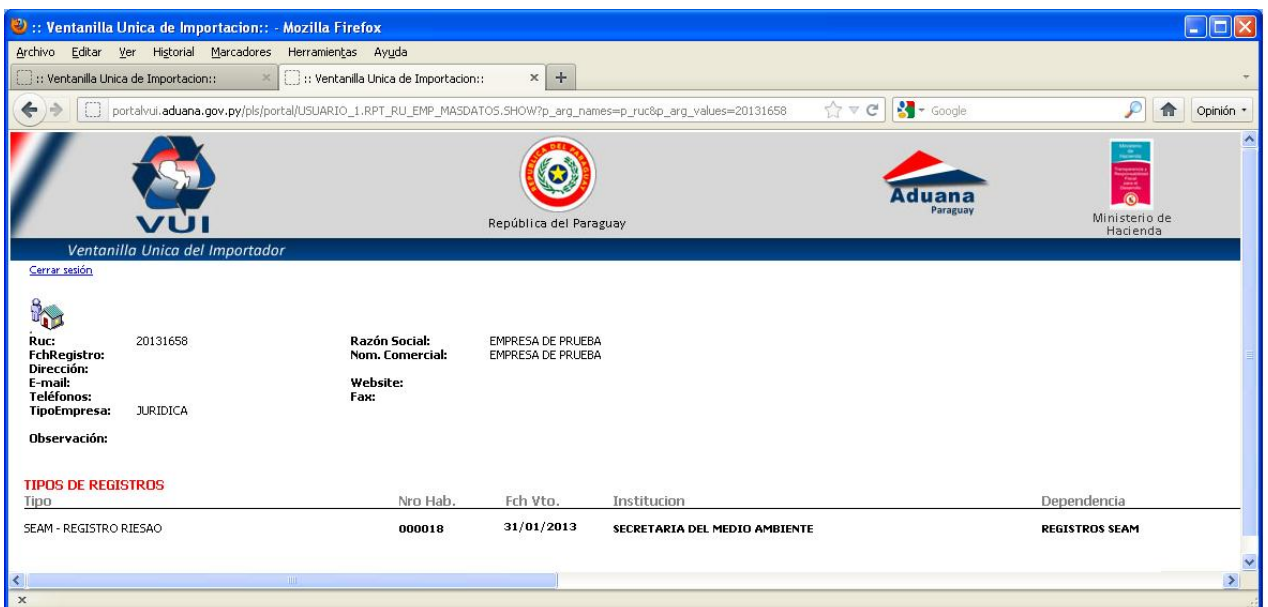 :: Ventanilla Unica de Importacion:: - Mozilla Firefox
Archivo Editar Ver Historial Marcadores Herramientas Ayuda
:: Ventanilla Unica de Importacion:: :: Ventanilla Unica de Importacion::
portalvui.aduana.gov.py/pls/portal/USUARIO_1.RPT_RU_EMP_MASDATOS.SHOW?p_arg_names=p_ruc&p_arg_values=20131658 Google Opinión
VUI
República del Paraguay
Aduana
Paraguay
Ministerio de
Hacienda
Ventanilla Unica del Importador
Cerrar sesión
Ruc: 20131658 Razón Social: EMPRESA DE PRUEBA
FchRegistro: Nom. Comercial: EMPRESA DE PRUEBA
Dirección:
E-mail: Website:
Teléfonos: Fax:
TipoEmpresa: JURIDICA
Observación:
TIPOS DE REGISTROS
Tipo Nro Hab. Fch Vto. Institucion Dependencia
SEAM - REGISTRO RIESAO 000018 31/01/2013 SECRETARIA DEL MEDIO AMBIENTE REGISTROS SEAM